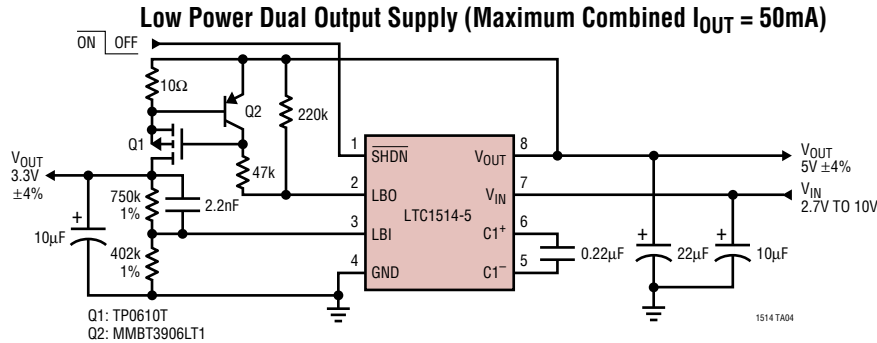 Low Power Dual Output Supply (Maximum Combined IOUT = 50mA)
ON OFF
10Ω
Q2
220k
Q1
47k
VOUT
3.3V
±4%
750k
1%
2.2nF
10µF
402k
1%
1
SHDN
2
LBO
3
LBI
4
GND
LTC1514-5
VOUT
8
VIN
7
C1+
6
C1–
5
0.22µF
22µF
10µF
VOUT
5V ±4%
VIN
2.7V TO 10V
+
+
+
Q1: TP0610T
Q2: MMBT3906LT1
1514 TA04